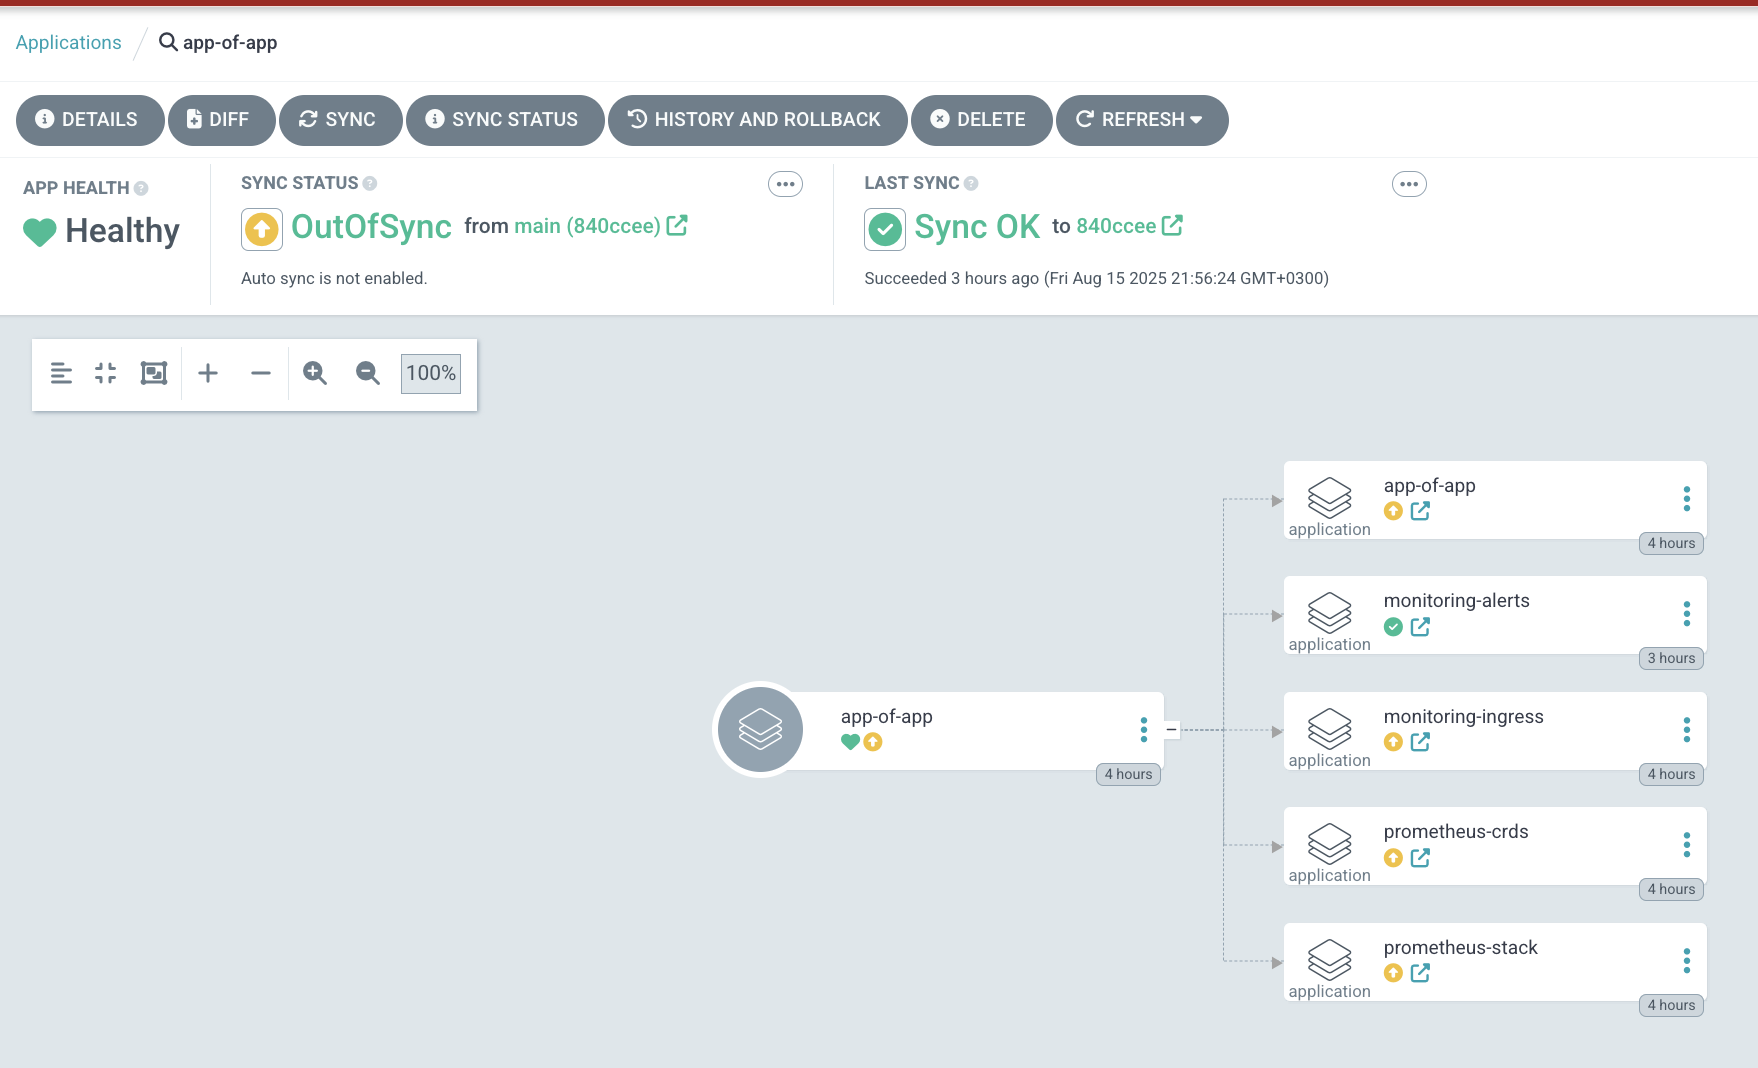 Applications / app-of-app
DETAILS DIFF SYNC SYNC STATUS HISTORY AND ROLLBACK DELETE REFRESH
APP HEALTH
Healthy
SYNC STATUS
OutOfSync from main (840ccee)
Auto sync is not enabled.
LAST SYNC
Sync OK to 840ccee
Succeeded 3 hours ago (Fri Aug 15 2025 21:56:24 GMT+0300)
100%
app-of-app
4 hours
app-of-app
application
4 hours
monitoring-alerts
application
3 hours
monitoring-ingress
application
4 hours
prometheus-crds
application
4 hours
prometheus-stack
application
4 hours